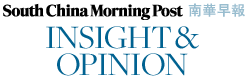 South China Morning Post 南華早報
INSIGHT &
OPINION